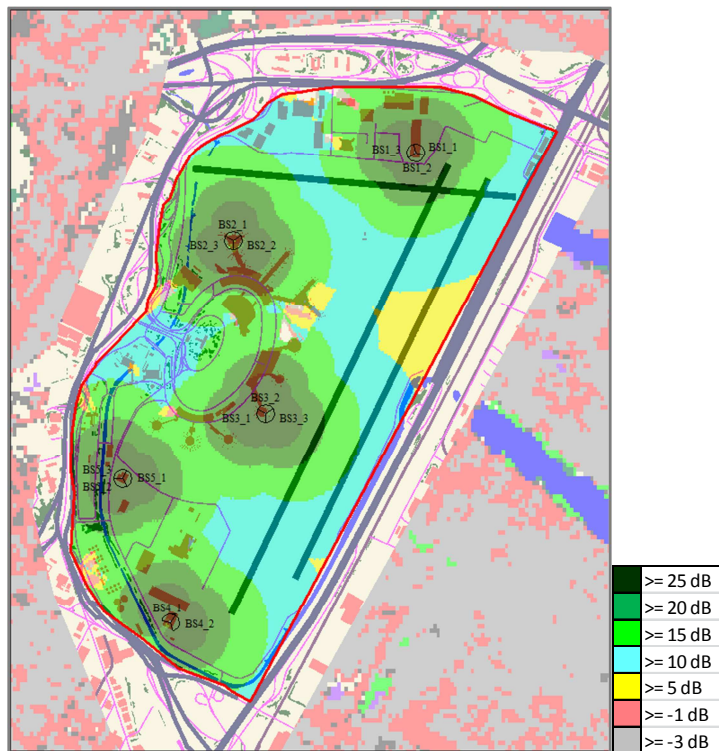 BS1_3
BS1_1
BS1_2
BS2_1
BS2_3
BS2_2
BS3_2
BS3_1
BS3_3
BS5_1
BS4_1
BS4_2
>= 25 dB
>= 20 dB
>= 15 dB
>= 10 dB
>= 5 dB
>= -1 dB
>= -3 dB